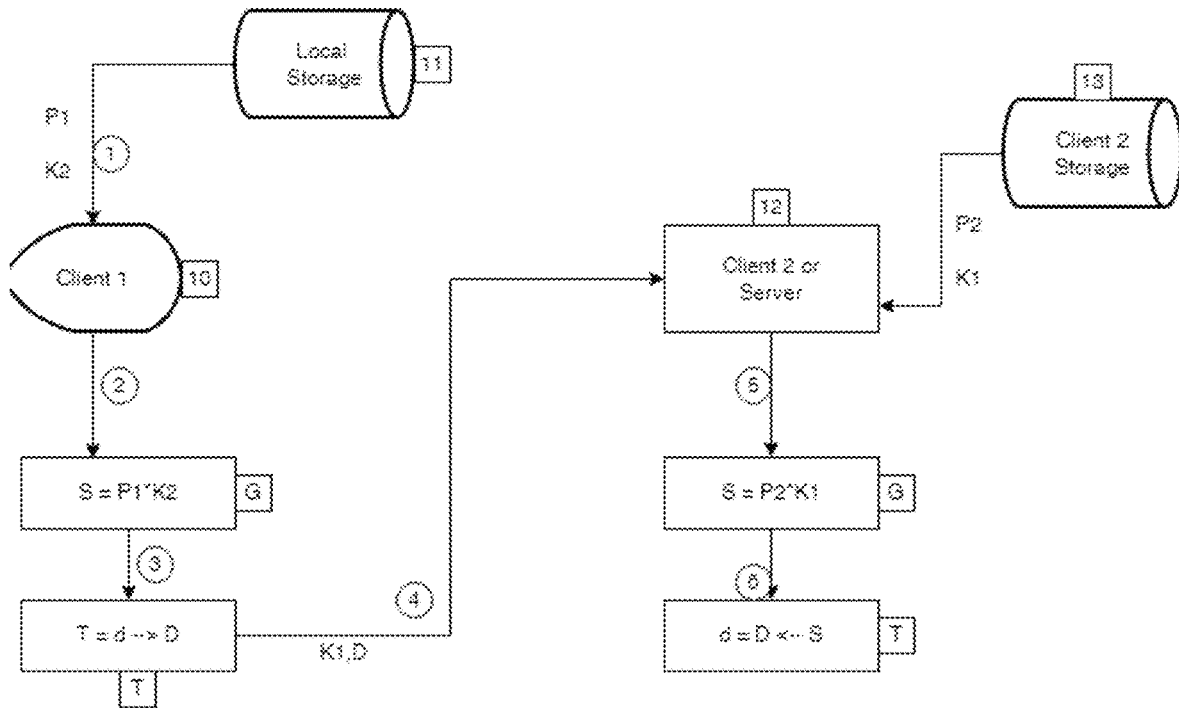 Local
Storage
11
P1
1
K2
Client 1
10
2
S = P1^K2
G
3
T = d --> D
T
4
K1,D
13
Client 2
Storage
P2
K1
12
Client 2 or
Server
5
S = P2^K1
G
6
d = D <-- S
T